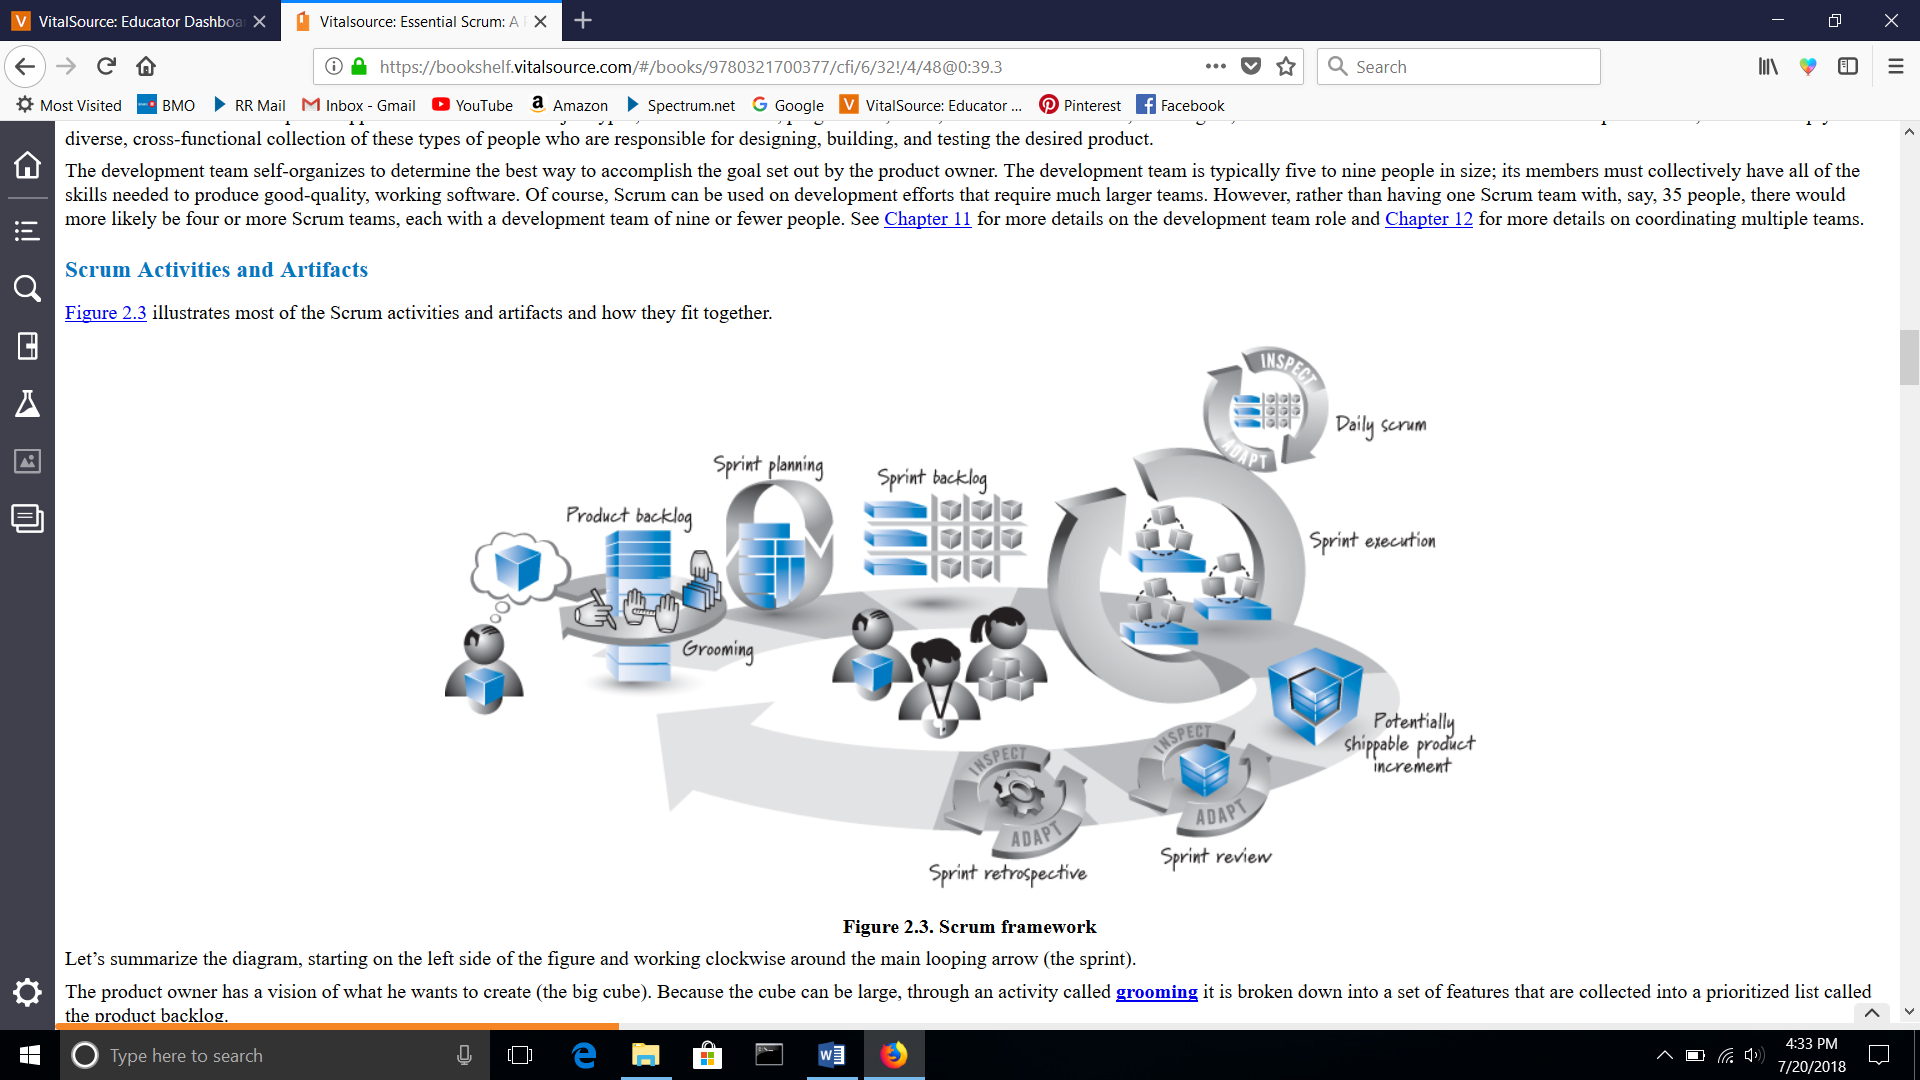 VitalSource: Educator Dashboa
Vitalsource: Essential Scrum: A
https://bookshelf.vitalsource.com/#/books/9780321700377/cfi/6/32!/4/48@0:39.3
Search
Most Visited BMO RR Mail Inbox - Gmail YouTube Amazon Spectrum.net Google VitalSource: Educator ... Pinterest Facebook
diverse, cross-functional collection of these types of people who are responsible for designing, building, and testing the desired product.
The development team self-organizes to determine the best way to accomplish the goal set out by the product owner. The development team is typically five to nine people in size; its members must collectively have all of the
skills needed to produce good-quality, working software. Of course, Scrum can be used on development efforts that require much larger teams. However, rather than having one Scrum team with, say, 35 people, there would
more likely be four or more Scrum teams, each with a development team of nine or fewer people. See Chapter 11 for more details on the development team role and Chapter 12 for more details on coordinating multiple teams.
Scrum Activities and Artifacts
Figure 2.3 illustrates most of the Scrum activities and artifacts and how they fit together.
INSPECT
ADAPT
Daily scrum
Sprint planning
Sprint backlog
Product backlog
Sprint execution
Grooming
Potentially
shippable product
increment
INSPECT
ADAPT
Sprint review
INSPECT
ADAPT
Sprint retrospective
Figure 2.3. Scrum framework
Let's summarize the diagram, starting on the left side of the figure and working clockwise around the main looping arrow (the sprint).
The product owner has a vision of what he wants to create (the big cube). Because the cube can be large, through an activity called grooming it is broken down into a set of features that are collected into a prioritized list called
the product backlog.
Type here to search
4:33 PM
7/20/2018